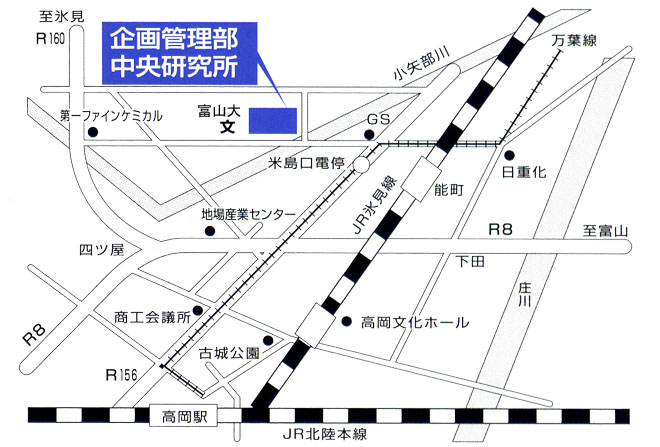 至氷見
R160
企画管理部
中央研究所
小矢部川
万葉線
第一ファインケミカル
富山大
文
GS
米島口電停
日重化
JR氷見線
能町
地場産業センター
R8
至富山
四ツ屋
下田
庄川
商工会議所
高岡文化ホール
R8
古城公園
R156
高岡駅
JR北陸本線